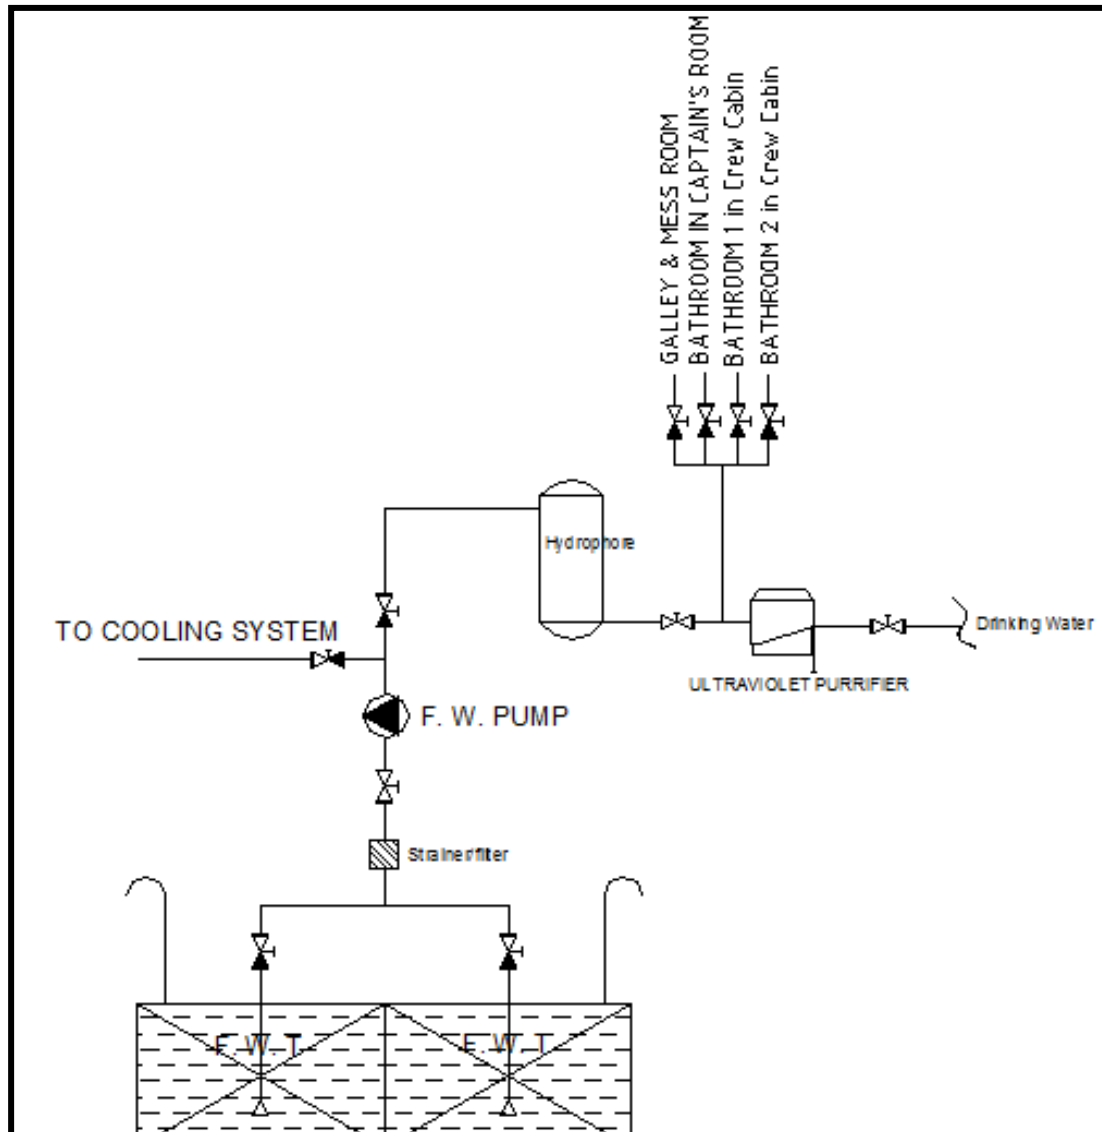 GALLEY & MESS ROOM
BATHROOM IN CAPTAIN'S ROOM
BATHROOM 1 in Crew Cabin
BATHROOM 2 in Crew Cabin
Hydrophore
TO COOLING SYSTEM
Drinking Water
ULTRAVIOLET PURRIFIER
F. W. PUMP
Strainer/filter
F. W. T
F. W. T